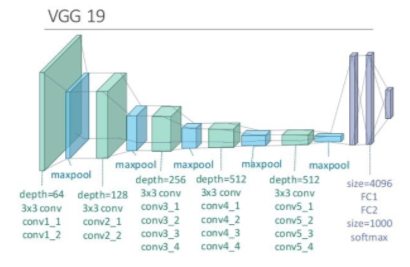 VGG 19
maxpool
maxpool
maxpool
maxpool
maxpool
depth=64
3x3 conv
conv1_1
conv1_2
depth=128
3x3 conv
conv2_1
conv2_2
depth=256
3x3 conv
conv3_1
conv3_2
conv3_3
conv3_4
depth=512
3x3 conv
conv4_1
conv4_2
conv4_3
conv4_4
depth=512
3x3 conv
conv5_1
conv5_2
conv5_3
conv5_4
size=4096
FC1
FC2
size=1000
softmax